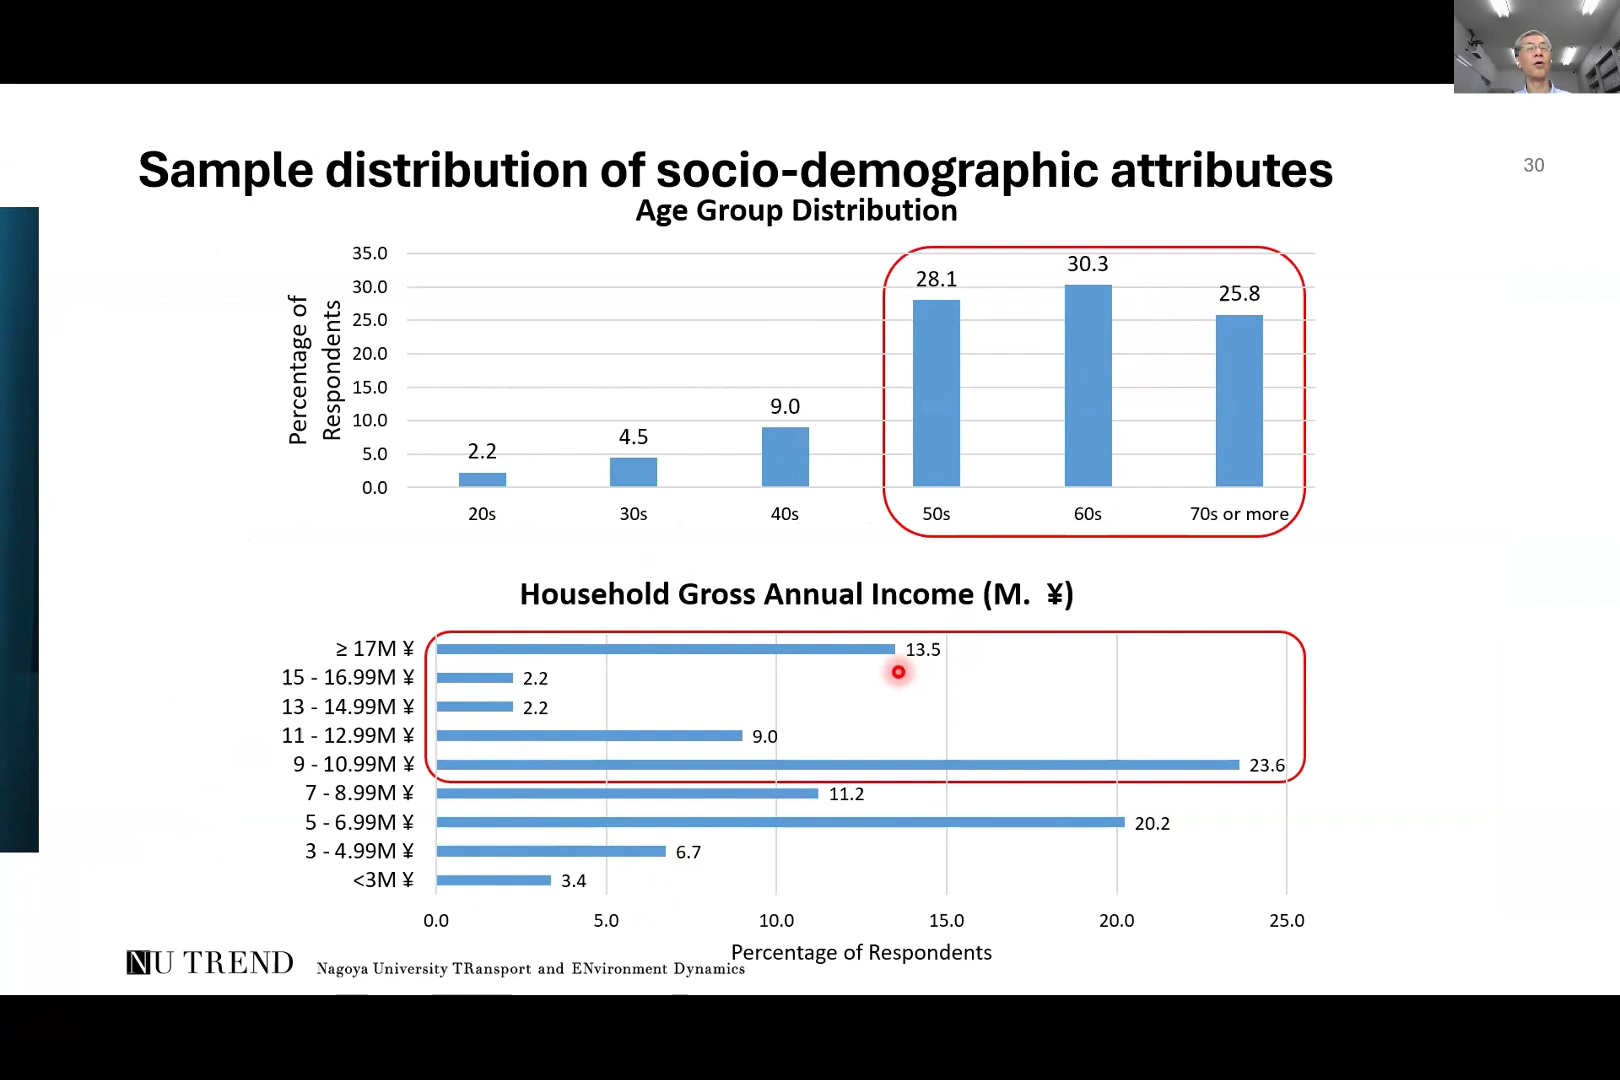 Sample distribution of socio-demographic attributes
30
Age Group Distribution
Percentage of
Respondents
35.0
30.0
25.0
20.0
15.0
10.0
5.0
0.0
2.2
4.5
9.0
28.1
30.3
25.8
20s
30s
40s
50s
60s
70s or more
Household Gross Annual Income (M. ¥)
≥ 17M ¥ 13.5
15 - 16.99M ¥ 2.2
13 - 14.99M ¥ 2.2
11 - 12.99M ¥ 9.0
9 - 10.99M ¥ 23.6
7 - 8.99M ¥ 11.2
5 - 6.99M ¥ 20.2
3 - 4.99M ¥ 6.7
<3M ¥ 3.4
0.0 5.0 10.0 15.0 20.0 25.0
Percentage of Respondents
NU TREND Nagoya University TRansport and ENvironment Dynamics